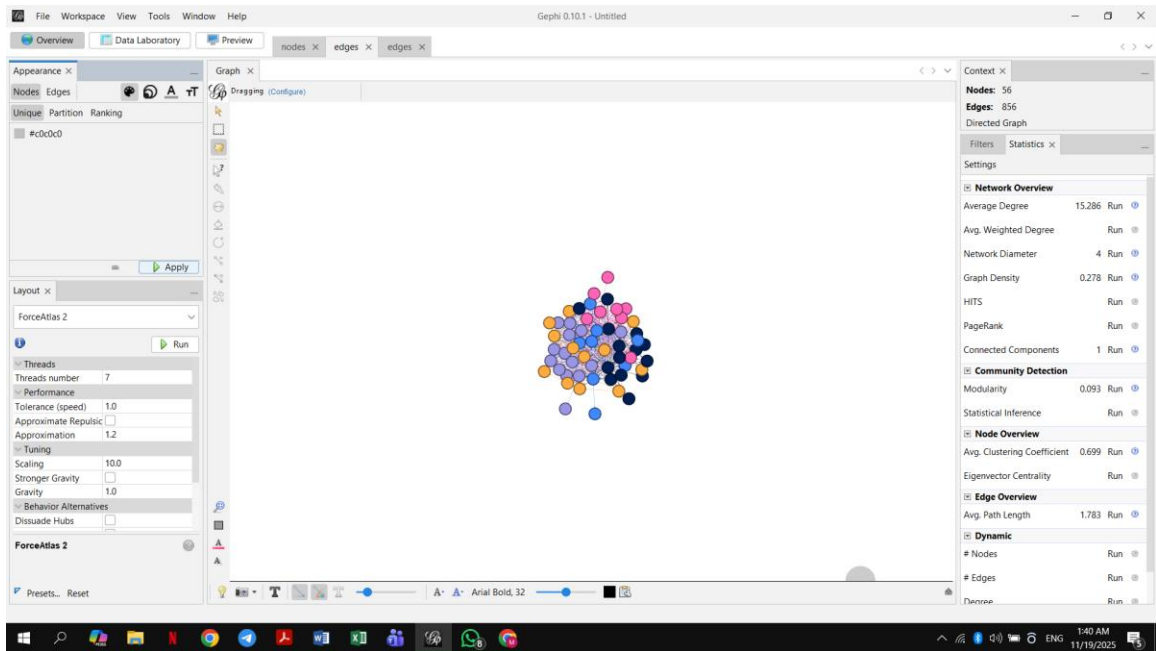 File Workspace View Tools Window Help
Gephi 0.10.1 - Untitled
Overview Data Laboratory Preview
nodes edges edges
Appearance
Nodes Edges
Unique Partition Ranking
#c0c0c0
Apply
Layout
ForceAtlas 2
Run
Threads
Threads number 7
Performance
Tolerance (speed) 1.0
Approximate Repulsic
Approximation 1.2
Tuning
Scaling 10.0
Stronger Gravity
Gravity 1.0
Behavior Alternatives
Dissuade Hubs
ForceAtlas 2
Presets... Reset
Graph
Dragging (Configure)
Arial Bold, 32
Context
Nodes: 56
Edges: 856
Directed Graph
Filters Statistics
Settings
Network Overview
Average Degree 15.286 Run
Avg. Weighted Degree Run
Network Diameter 4 Run
Graph Density 0.278 Run
HITS Run
PageRank Run
Connected Components 1 Run
Community Detection
Modularity 0.093 Run
Statistical Inference Run
Node Overview
Avg. Clustering Coefficient 0.699 Run
Eigenvector Centrality Run
Edge Overview
Avg. Path Length 1.783 Run
Dynamic
# Nodes Run
# Edges Run
Degree Run
ENG
1:40 AM
11/19/2025